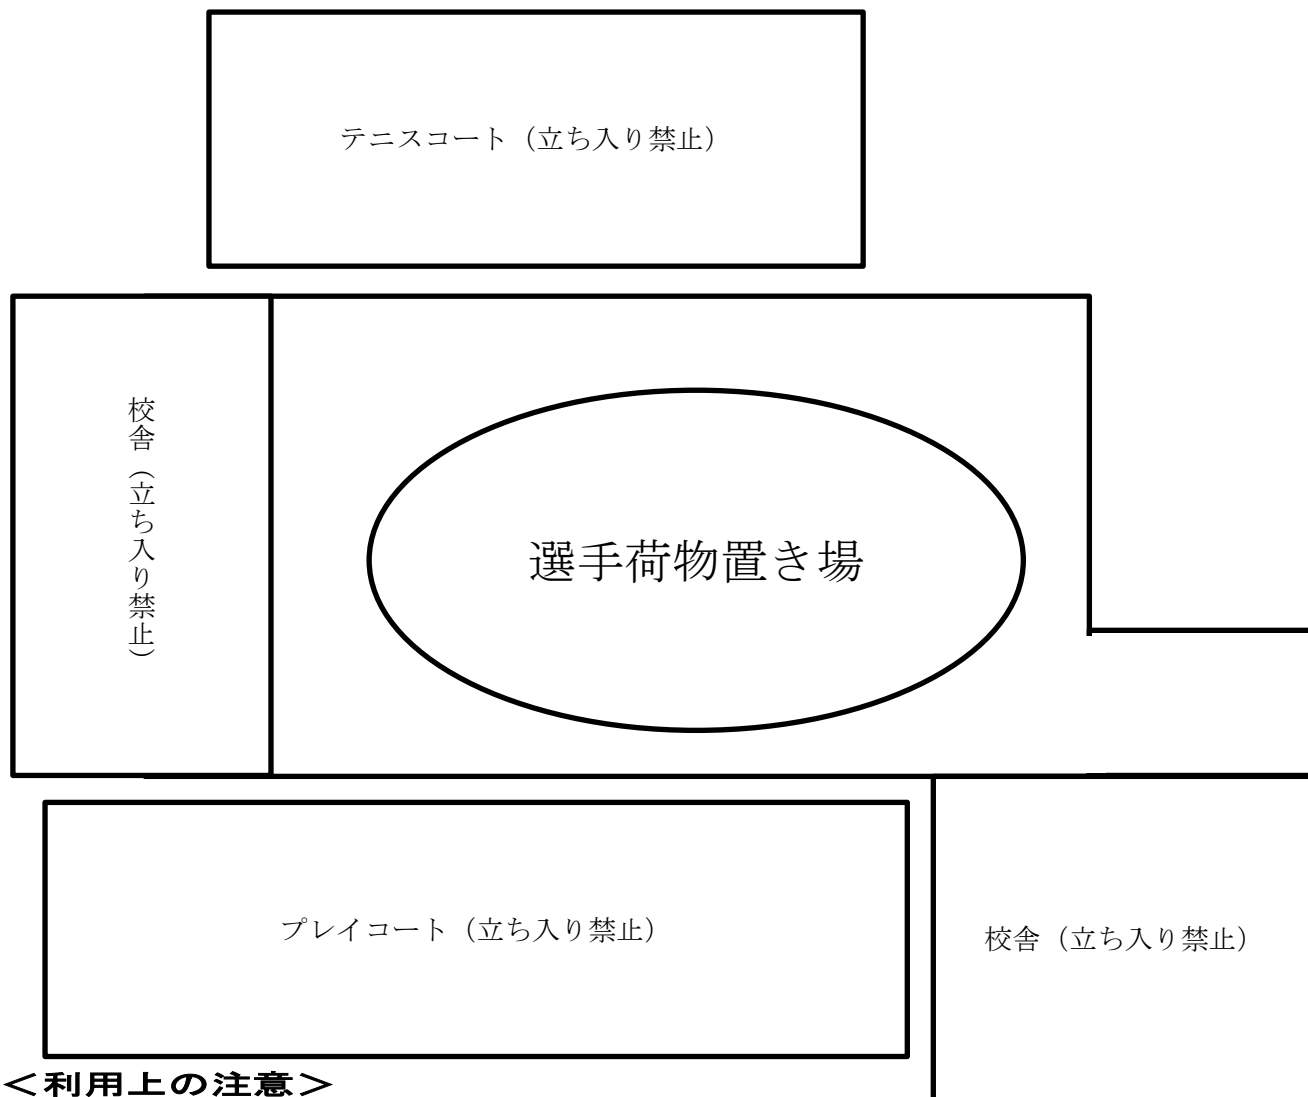 テニスコート（立ち入り禁止）
校舎（立ち入り禁止）
選手荷物置き場
プレイコート（立ち入り禁止）
校舎（立ち入り禁止）
＜利用上の注意＞